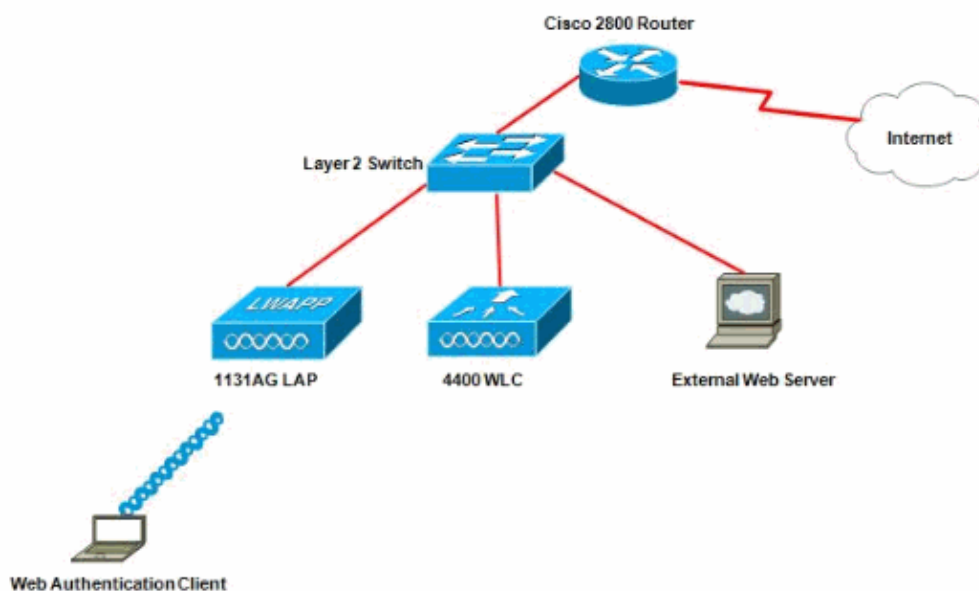 Cisco 2800 Router
Internet
Layer 2 Switch
LWAPP
1131AG LAP
4400 WLC
External Web Server
Web Authentication Client